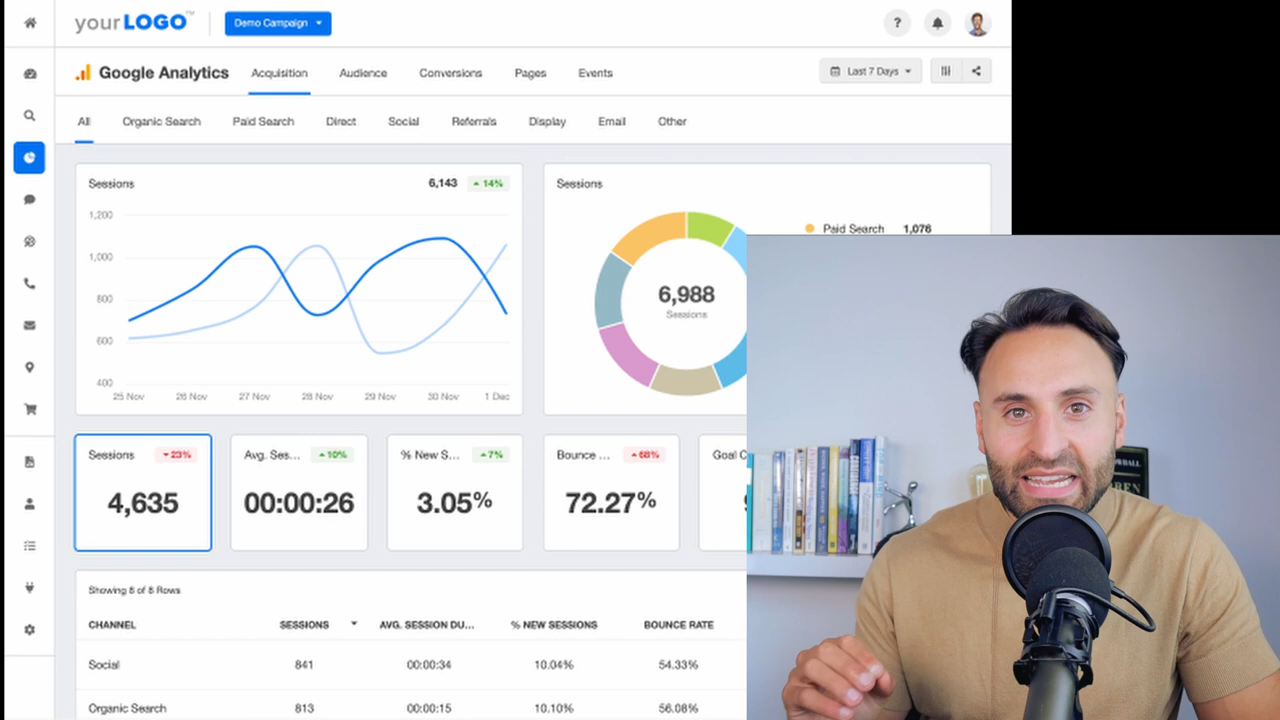 yourLOGO™
Demo Campaign
?
Google Analytics
Acquisition
Audience
Conversions
Pages
Events
Last 7 Days
All
Organic Search
Paid Search
Direct
Social
Referrals
Display
Email
Other
Sessions
6,143
14%
1,200
1,000
800
600
400
25 Nov
26 Nov
27 Nov
28 Nov
29 Nov
30 Nov
1 Dec
Sessions
6,988
Sessions
Paid Search 1,076
Sessions
23%
4,635
Avg. Ses...
10%
00:00:26
% New S...
7%
3.05%
Bounce ...
68%
72.27%
Showing 8 of 8 Rows
CHANNEL SESSIONS AVG. SESSION DU... % NEW SESSIONS BOUNCE RATE
Social 841 00:00:34 10.04% 54.33%
Organic Search 813 00:00:15 10.10% 56.08%